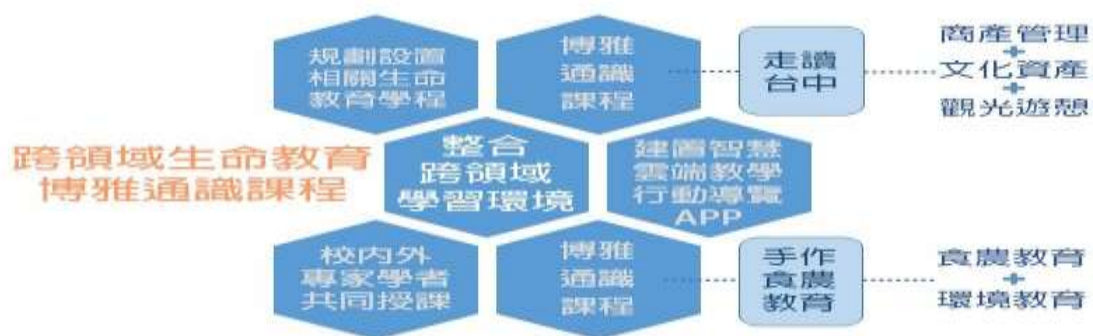 規劃設置
相關生命
教育學程
博雅
通識
課程
走讀
台中
商產管理
+
文化資產
+
觀光遊憩
跨領域生命教育
博雅通識課程
整合
跨領域
學習環境
建置智慧
雲端教學
行動導覽
APP
校內外
專家學者
共同授課
博雅
通識
課程
手作
食農
教育
食農教育
+
環境教育